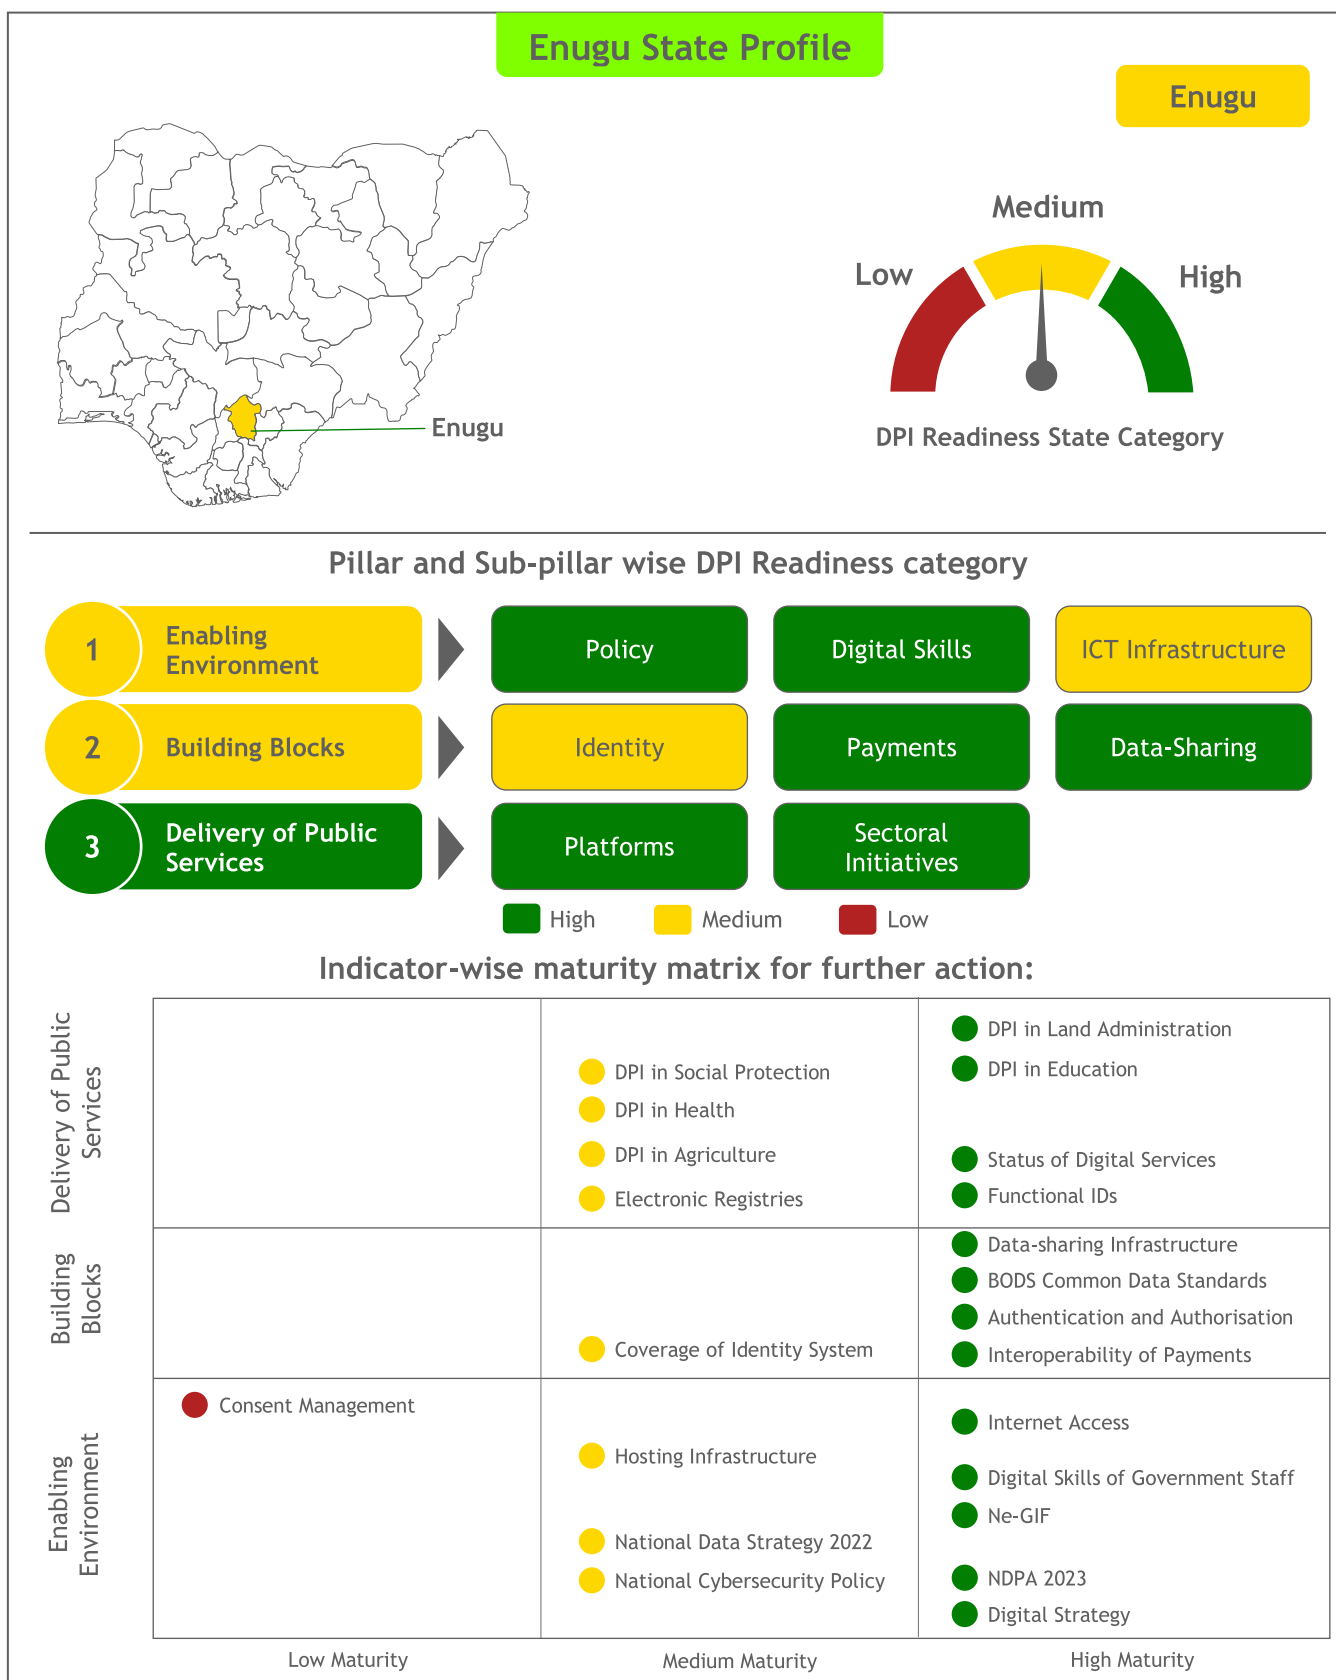 Enugu State Profile
Enugu
Medium
Low
High
DPI Readiness State Category
Enugu
Pillar and Sub-pillar wise DPI Readiness category
1
Enabling
Environment
Policy
Digital Skills
ICT Infrastructure
2
Building Blocks
Identity
Payments
Data-Sharing
3
Delivery of Public
Services
Platforms
Sectoral
Initiatives
High
Medium
Low
Indicator-wise maturity matrix for further action:
Delivery of Public
Services
DPI in Social Protection
DPI in Health
DPI in Agriculture
Electronic Registries
DPI in Land Administration
DPI in Education
Status of Digital Services
Functional IDs
Building
Blocks
Coverage of Identity System
Data-sharing Infrastructure
BODS Common Data Standards
Authentication and Authorisation
Interoperability of Payments
Enabling
Environment
Consent Management
Hosting Infrastructure
National Data Strategy 2022
National Cybersecurity Policy
Internet Access
Digital Skills of Government Staff
Ne-GIF
NDPA 2023
Digital Strategy
Low Maturity
Medium Maturity
High Maturity